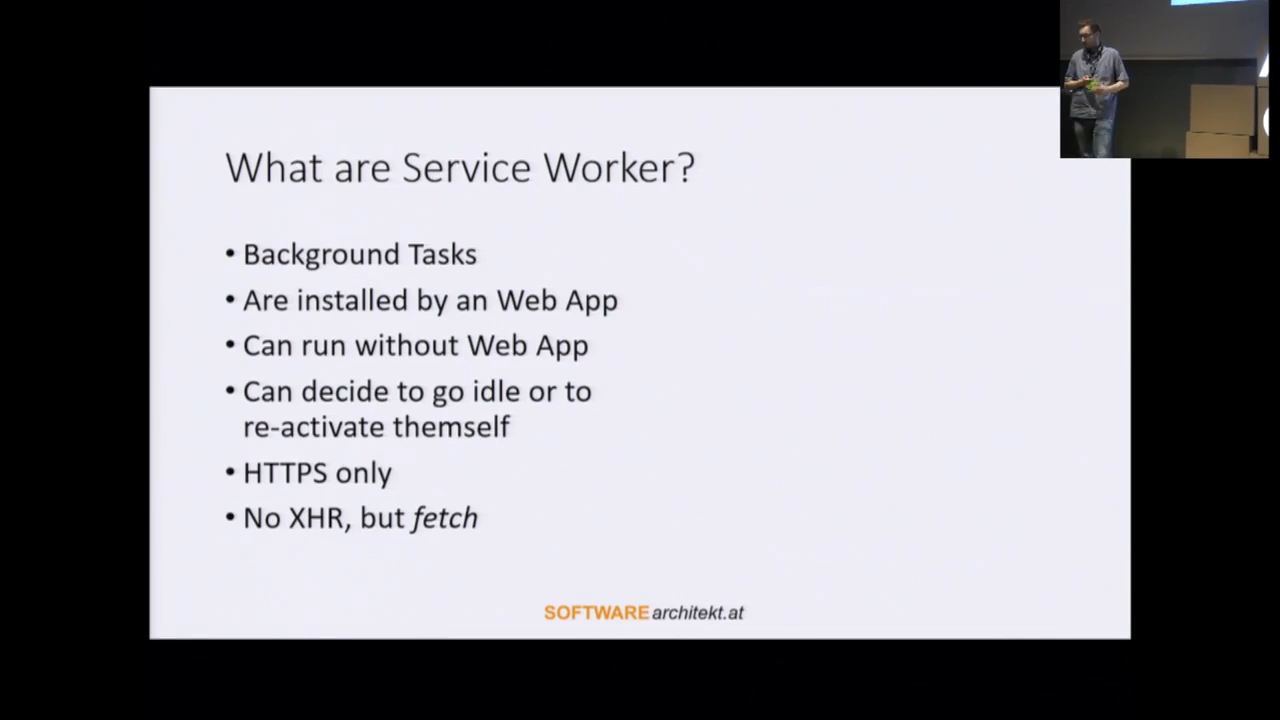 What are Service Worker?
• Background Tasks
• Are installed by an Web App
• Can run without Web App
• Can decide to go idle or to
re-activate themself
• HTTPS only
• No XHR, but fetch
SOFTWAREarchitekt.at